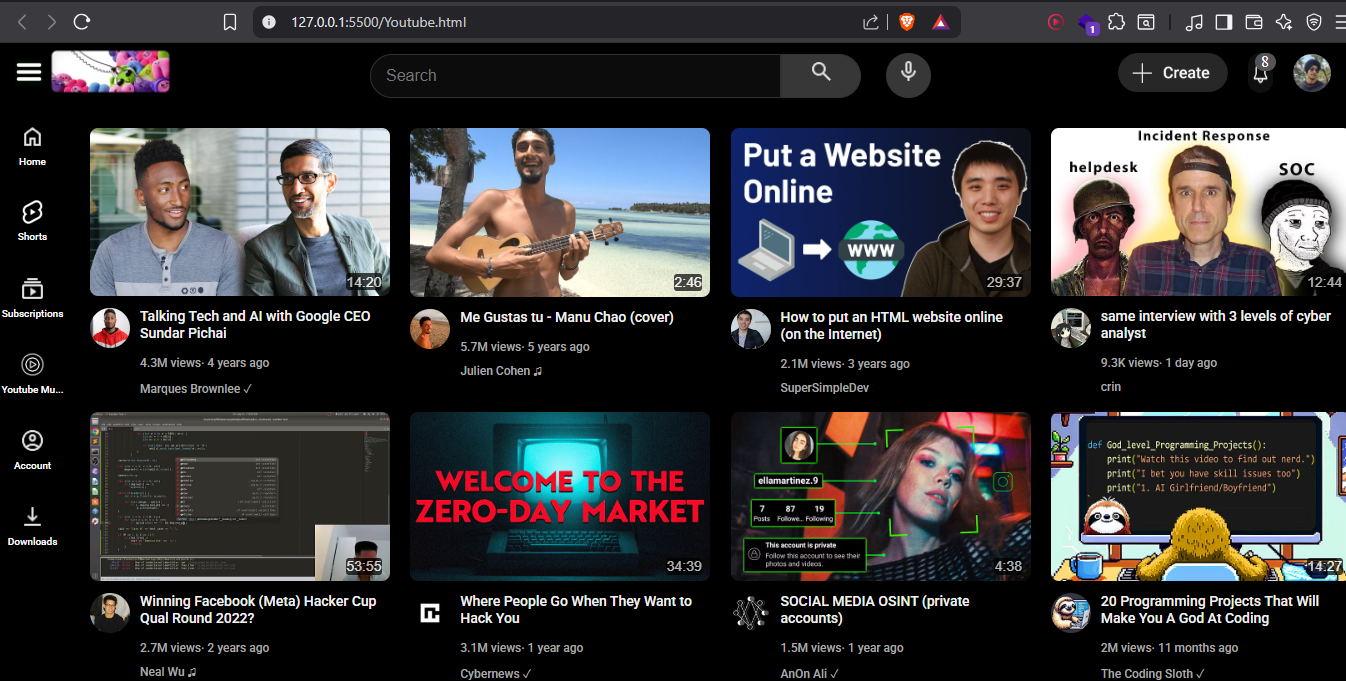 127.0.0.1:5500/Youtube.html
1
Search
Create
8
Home
Shorts
Subscriptions
Youtube Mu...
Account
Downloads
14:20
Talking Tech and AI with Google CEO
Sundar Pichai
4.3M views· 4 years ago
Marques Brownlee ✓
2:46
Me Gustas tu - Manu Chao (cover)
5.7M views· 5 years ago
Julien Cohen ♫
Put a Website
Online
WWW
29:37
How to put an HTML website online
(on the Internet)
2.1M views· 3 years ago
SuperSimpleDev
Incident Response
helpdesk
SOC
12:44
same interview with 3 levels of cyber
analyst
9.3K views· 1 day ago
crin
53:55
Winning Facebook (Meta) Hacker Cup
Qual Round 2022?
2.7M views· 2 years ago
Neal Wu ♫
WELCOME TO THE
ZERO-DAY MARKET
34:39
Where People Go When They Want to
Hack You
3.1M views· 1 year ago
Cybernews ✓
ellamartinez.9
7 87 19
Posts Followe... Following
This account is private
Follow this account to see their
photos and videos.
4:38
SOCIAL MEDIA OSINT (private
accounts)
1.5M views· 1 year ago
AnOn Ali ✓
def God_level_Programming_Projects():
print("Watch this video to find out nerd.")
print("I bet you have skill issues too")
print("1. AI Girlfriend/Boyfriend")
14:27
20 Programming Projects That Will
Make You A God At Coding
2M views· 11 months ago
The Coding Sloth ✓